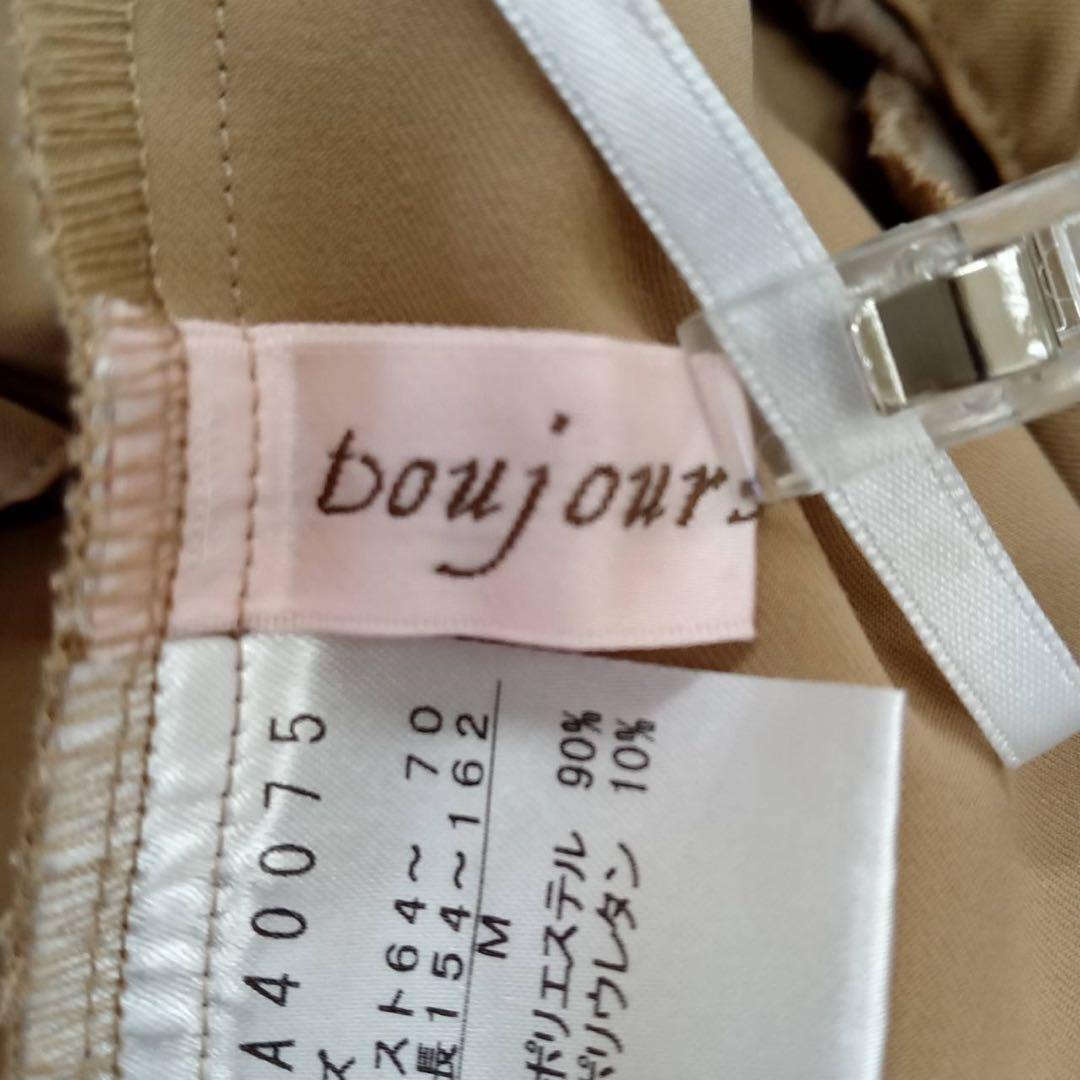 boujours
A40075
ズ
スト64～ 70
長154～162
M
ポリエステル 90%
ポリウレタン 10%